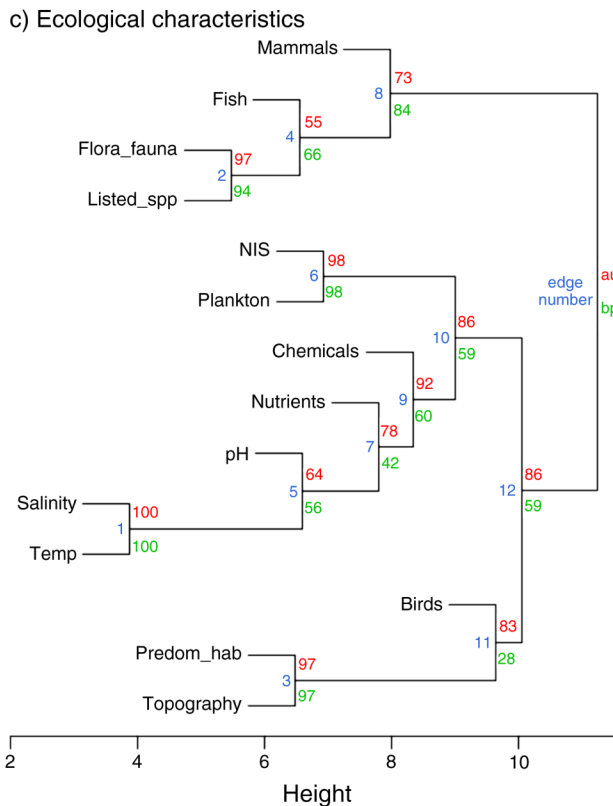 c) Ecological characteristics
Mammals
73
8
84
Fish
55
4
66
Flora_fauna
97
2
94
Listed_spp
NIS
98
6
98
Plankton
edge
number
au
bp
86
10
59
Chemicals
92
9
60
Nutrients
78
7
42
pH
64
5
56
Salinity
100
1
100
Temp
86
12
59
Birds
83
11
28
Predom_hab
97
3
97
Topography
2 4 6 8 10
Height